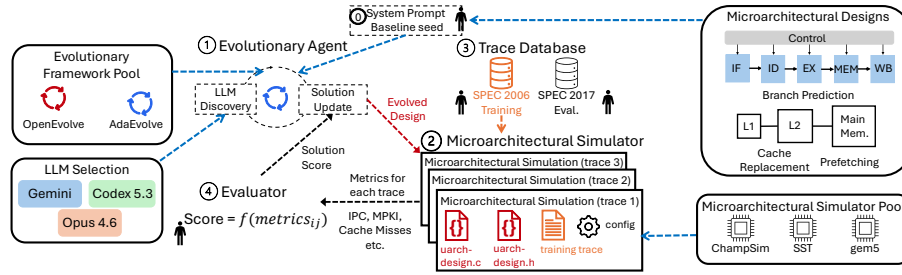 0 System Prompt
Baseline seed
1 Evolutionary Agent
LLM
Discovery
Solution
Update
Evolutionary
Framework Pool
OpenEvolve
AdaEvolve
LLM Selection
Gemini
Codex 5.3
Opus 4.6
3 Trace Database
SPEC 2006
Training
SPEC 2017
Eval.
Evolved
Design
Solution
Score
4 Evaluator
Score = f(metrics_ij)
Metrics for
each trace
IPC, MPKI,
Cache Misses
etc.
2 Microarchitectural Simulator
Microarchitectural Simulation (trace 3)
Microarchitectural Simulation (trace 2)
Microarchitectural Simulation (trace 1)
{}
{}
config
uarch-
design.c
uarch-
design.h
training trace
Microarchitectural Designs
Control
IF
ID
EX
MEM
WB
Branch Prediction
L1
L2
Main
Mem.
Cache
Replacement
Prefetching
Microarchitectural Simulator Pool
ChampSim
SST
gem5